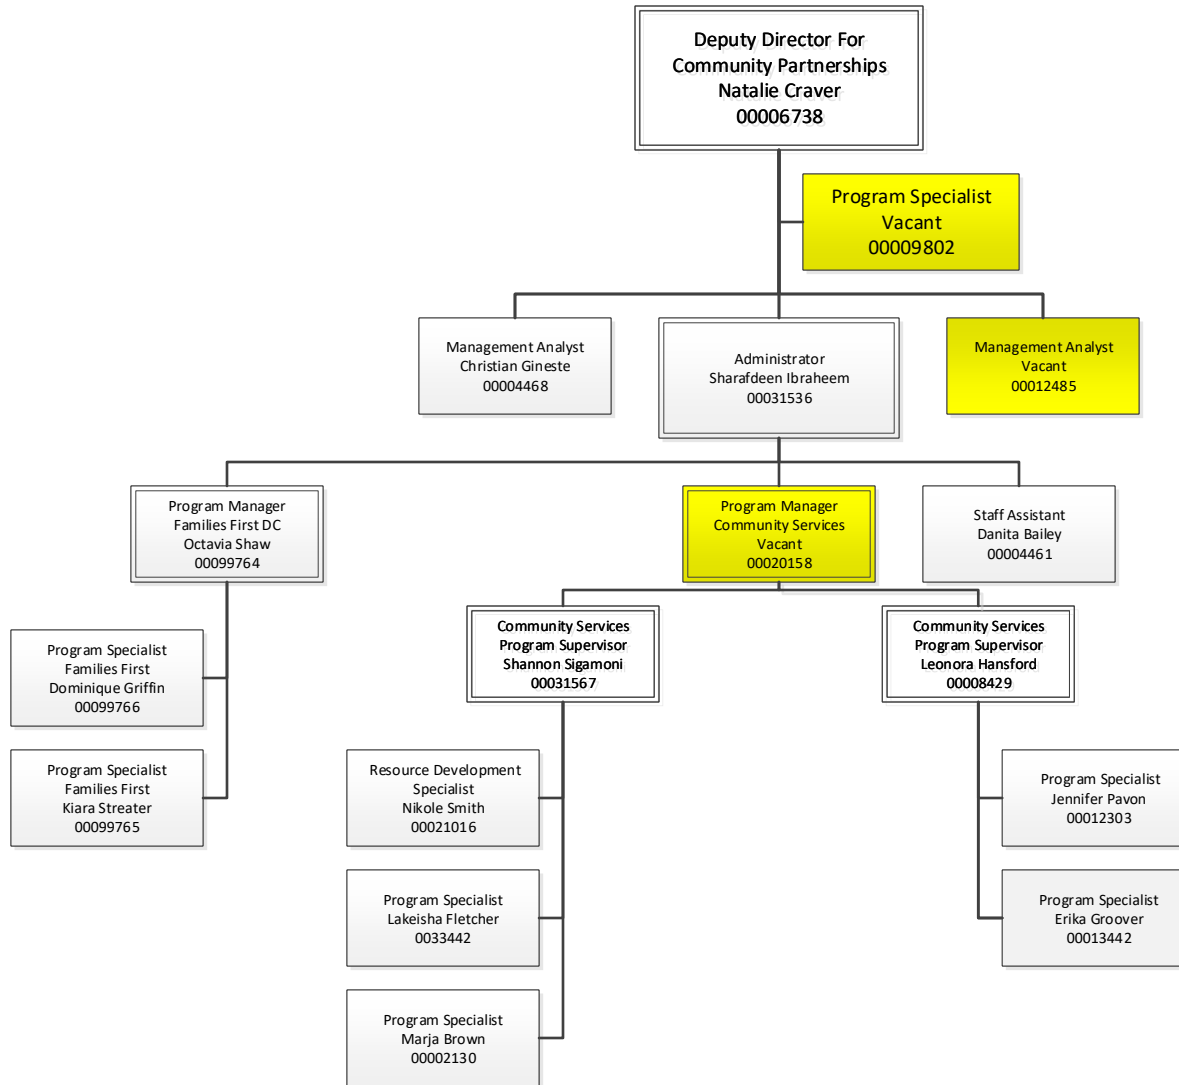 Deputy Director For
Community Partnerships
Natalie Craver
00006738
Program Specialist
Vacant
00009802
Management Analyst
Christian Gineste
00004468
Administrator
Sharafdeen Ibraheem
00031536
Management Analyst
Vacant
00012485
Program Manager
Families First DC
Octavia Shaw
00099764
Program Manager
Community Services
Vacant
00020158
Staff Assistant
Danita Bailey
00004461
Program Specialist
Families First
Dominique Griffin
00099766
Program Specialist
Families First
Kiara Streater
00099765
Community Services
Program Supervisor
Shannon Sigamoni
00031567
Community Services
Program Supervisor
Leonora Hansford
00008429
Resource Development
Specialist
Nikole Smith
00021016
Program Specialist
Lakeisha Fletcher
0033442
Program Specialist
Marja Brown
00002130
Program Specialist
Jennifer Pavon
00012303
Program Specialist
Erika Groover
00013442